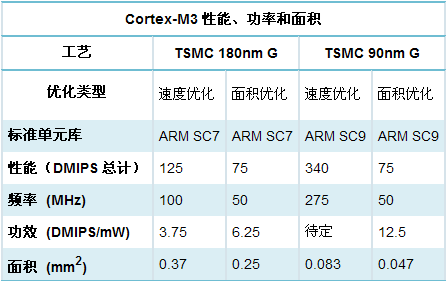 Cortex-M3 性能、功率和面积
工艺 TSMC 180nm G TSMC 90nm G
优化类型 速度优化 面积优化 速度优化 面积优化
标准单元库 ARM SC7 ARM SC7 ARM SC9 ARM SC9
性能（DMIPS 总计） 125 75 340 75
频率 (MHz) 100 50 275 50
功效 (DMIPS/mW) 3.75 6.25 待定 12.5
面积 (mm2) 0.37 0.25 0.083 0.047